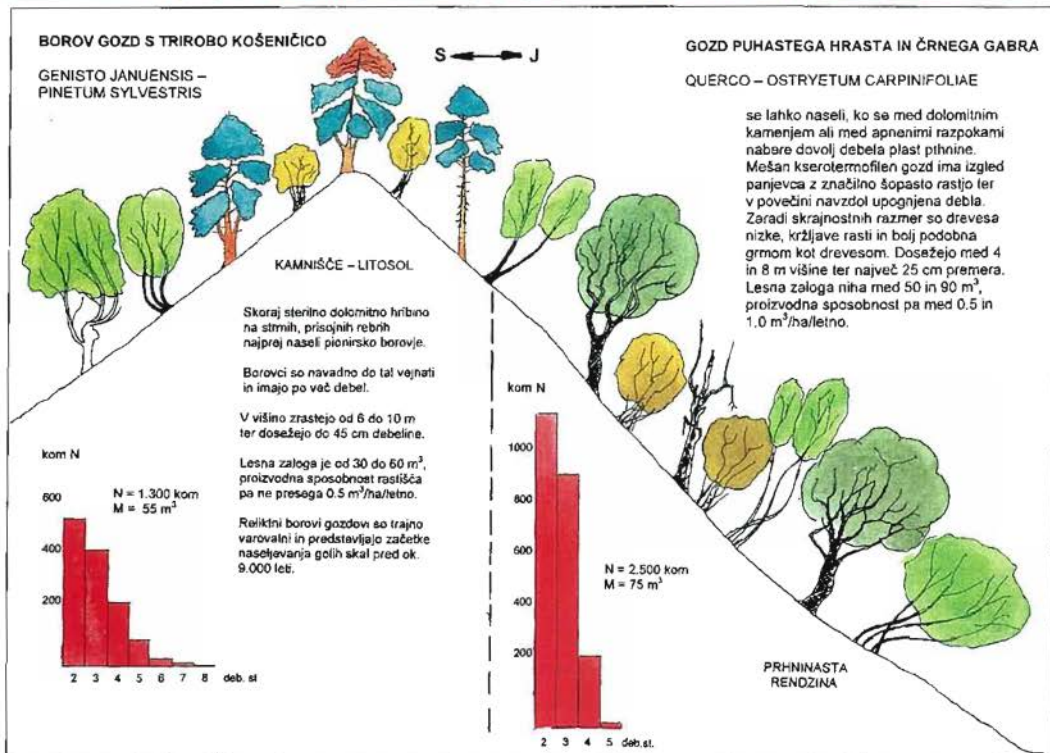 BOROV GOZD S TRIROBO KOŠENIČICO
GENISTO JANUENSIS –
PINETUM SYLVESTRIS
S J
GOZD PUHASTEGA HRASTA IN ČRNEGA GABRA
QUERCO – OSTRYETUM CARPINIFOLIAE
se lahko naseli, ko se med dolomitnim
kamenjem ali med apnenimi razpokami
nabere dovolj debela plast prhnine.
Mešan kserotermofilen gozd ima izgled
panjevca z značilno šopasto rastjo ter
v povečini navzdol upognjena debla.
Zaradi skrajnostnih razmer so drevesa
nizke, kržljave rasti in bolj podobna
grmom kot drevesom. Dosežejo med 4
in 8 m višine ter največ 25 cm premera.
Lesna zaloga niha med 50 in 90 m³,
proizvodna sposobnost pa med 0.5 in
1.0 m³/ha/letno.
KAMNIŠČE – LITOSOL
Skoraj sterilno dolomitno hribino
na strmih, prisojnih rebrih
najprej naseli pionirsko borovje.
Borovci so navadno do tal vejnati
in imajo po več debel.
V višino zrastejo od 6 do 10 m
ter dosežejo do 45 cm debeline.
Lesna zaloga je od 30 do 60 m³,
proizvodna sposobnost rastišča
pa ne presega 0.5 m³/ha/letno.
Reliktni borovi gozdovi so trajno
varovalni in predstavljajo začetke
naseljevanja golih skal pred ok.
9.000 leti.
kom N
600
400
200
N = 1.300 kom
M = 55 m³
2 3 4 5 6 7 8 deb. st
kom N
1000
800
600
400
200
N = 2.500 kom
M = 75 m³
2 3 4 5 deb.st.
PRHNINASTA
RENDZINA